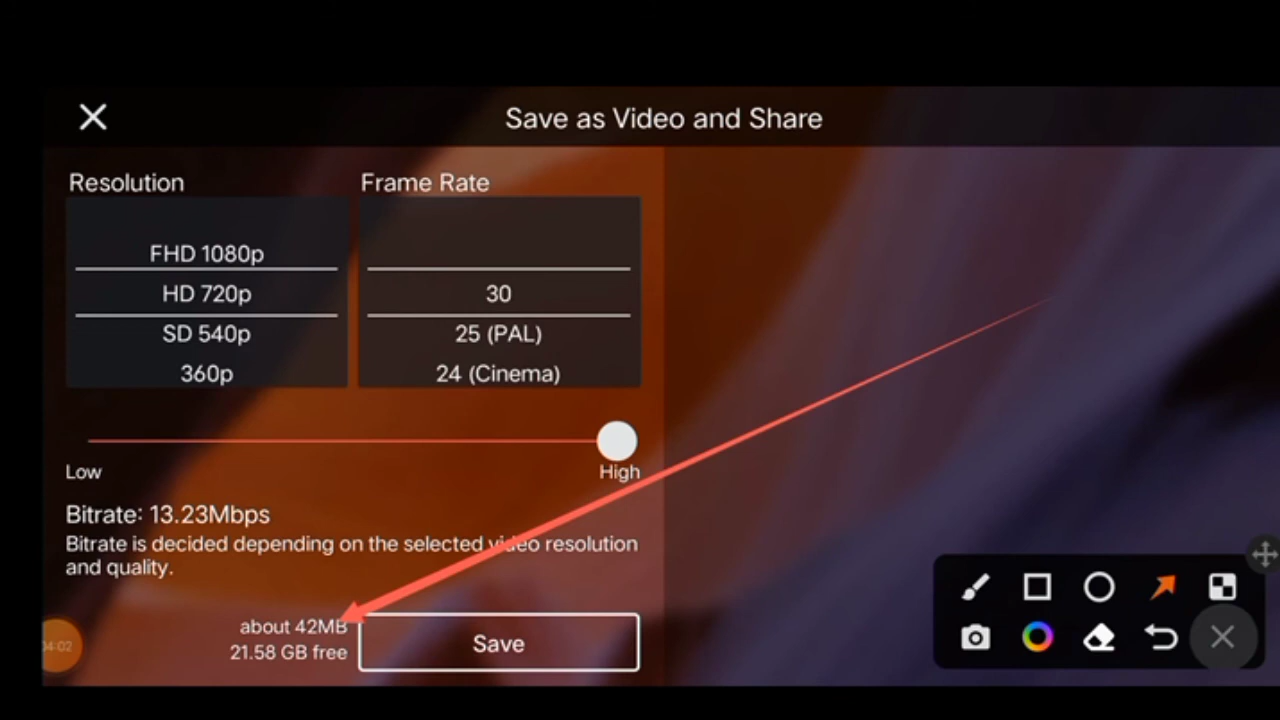 Save as Video and Share
Resolution
Frame Rate
FHD 1080p
HD 720p
SD 540p
360p
30
25 (PAL)
24 (Cinema)
Low
High
Bitrate: 13.23Mbps
Bitrate is decided depending on the selected video resolution
and quality.
about 42MB
21.58 GB free
Save
04:02